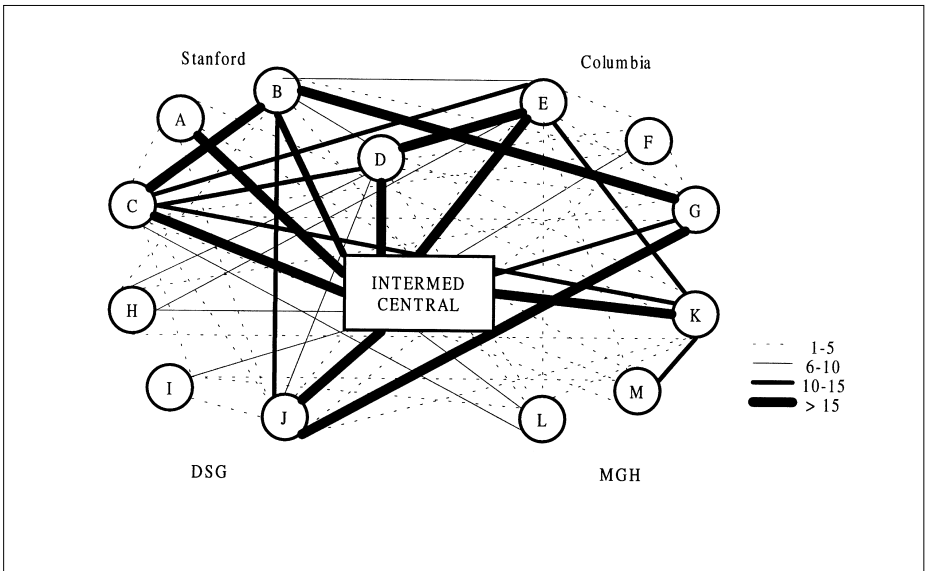 Stanford
Columbia
B
E
A
F
D
C
G
INTERMED
CENTRAL
H
K
1-5
6-10
10-15
> 15
I
M
J
L
DSG
MGH